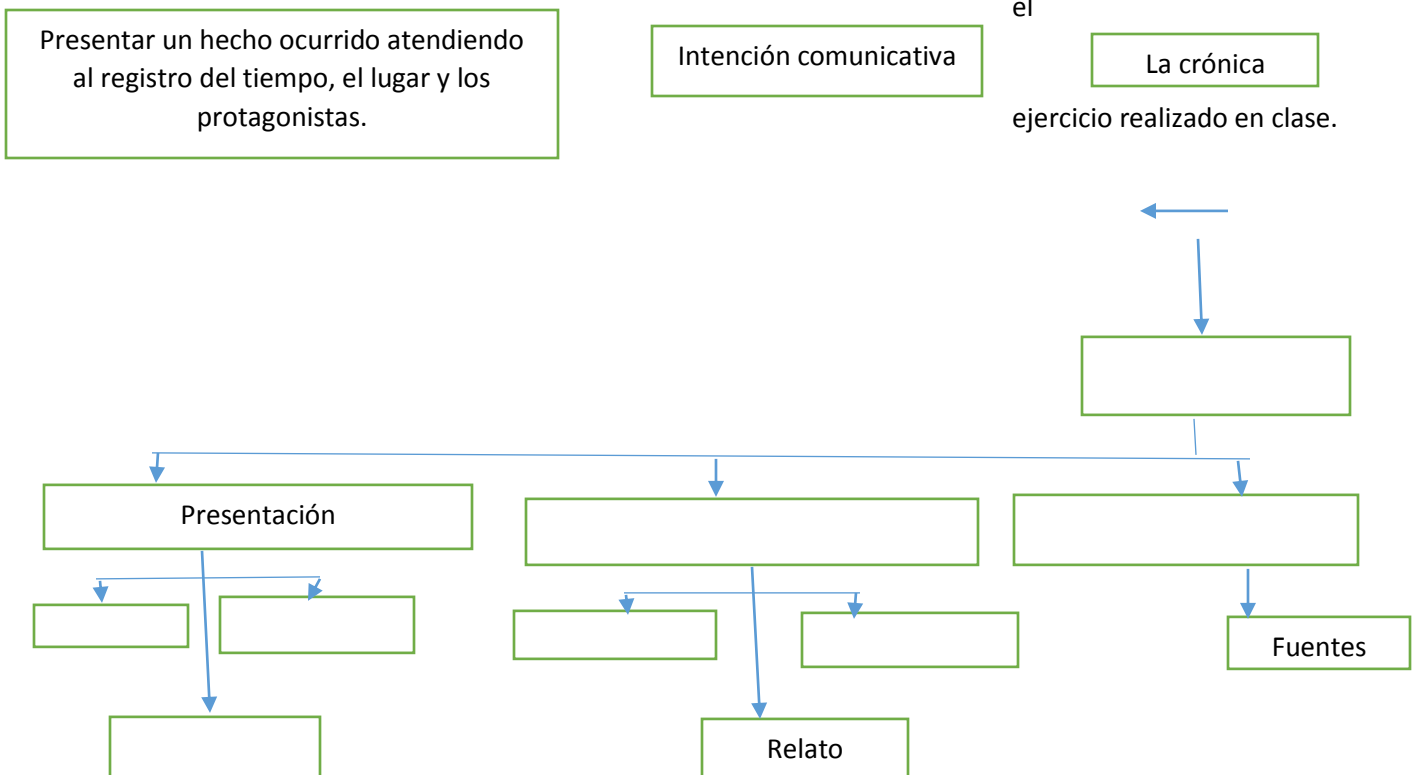 el
Presentar un hecho ocurrido atendiendo
al registro del tiempo, el lugar y los
protagonistas.
Intención comunicativa
La crónica
ejercicio realizado en clase.
Presentación
Fuentes
Relato